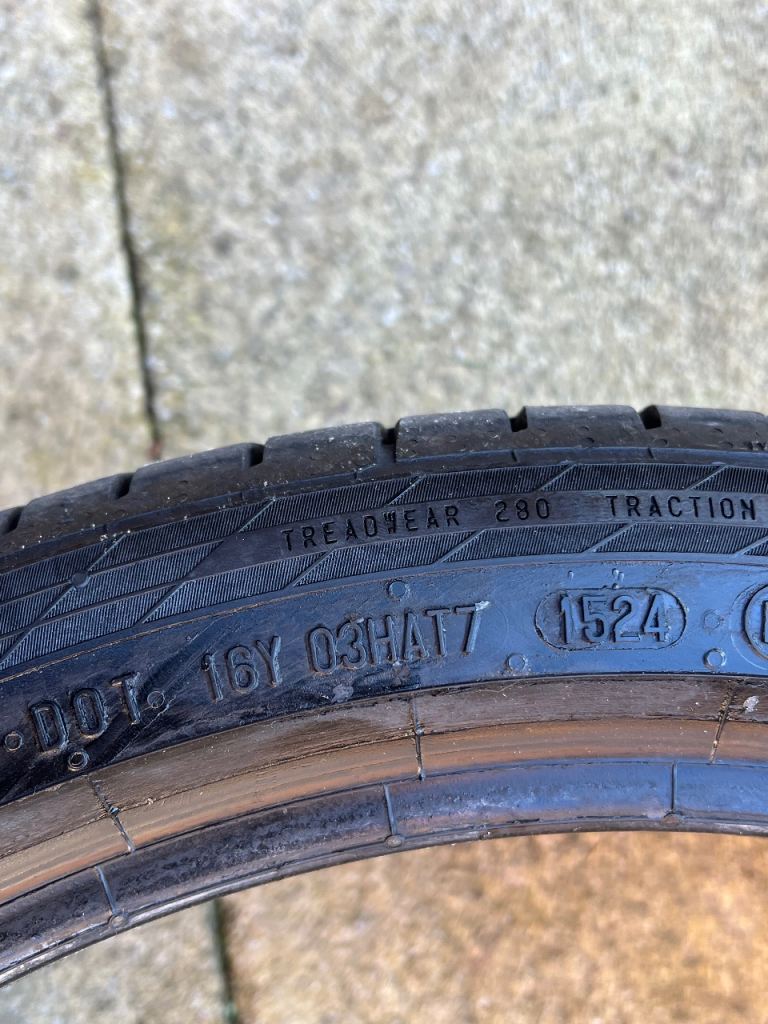 TREADWEAR 280 TRACTION
DOT 16Y 03HAT7 1524